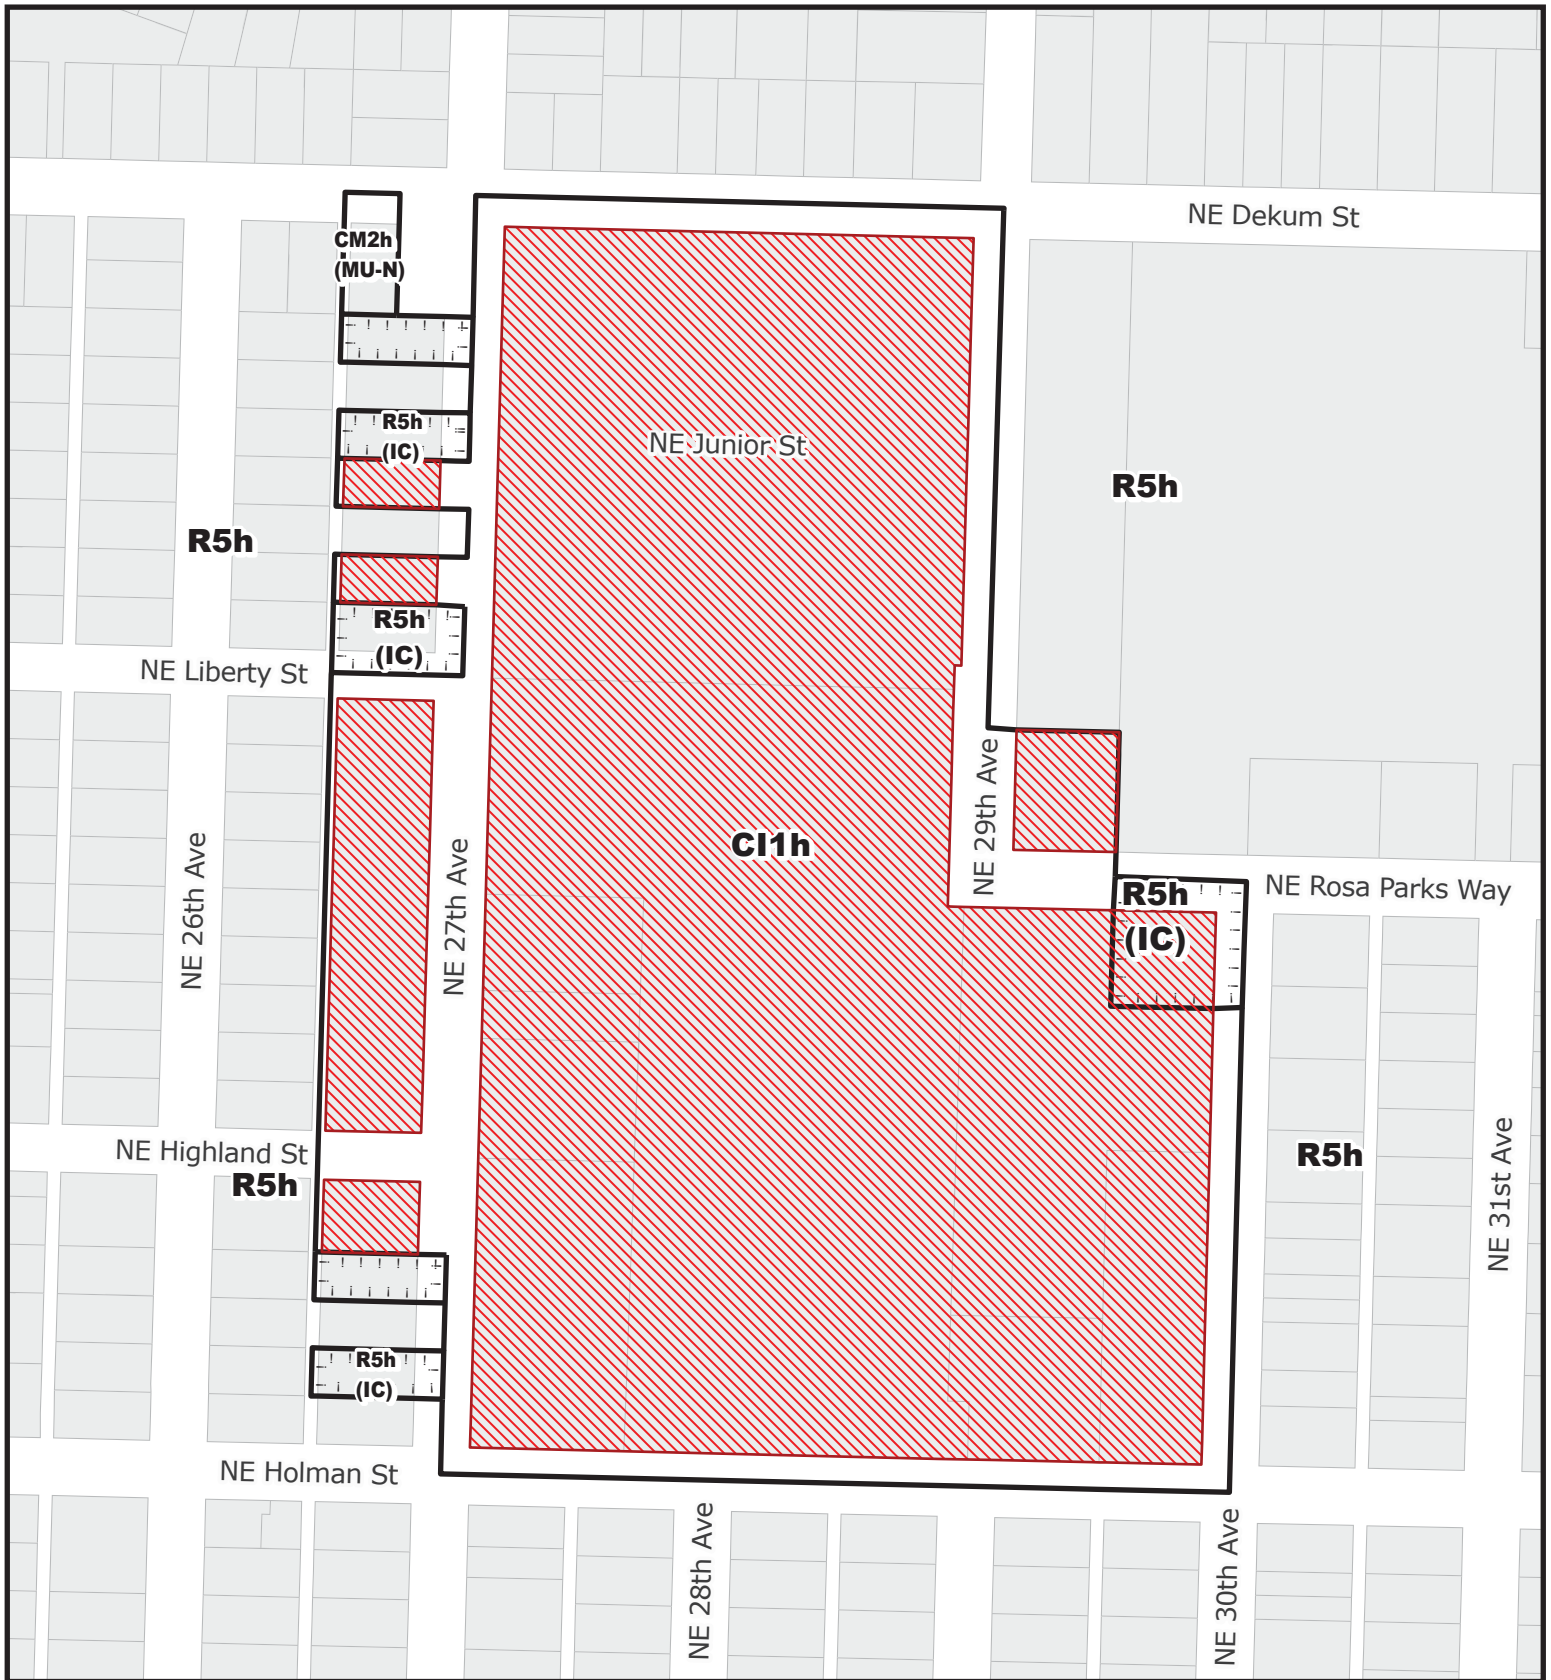 NE Dekum St
CM2h
(MU-N)
R5h
(IC)
NE Junior St
R5h
R5h
R5h
(IC)
NE Liberty St
NE 29th Ave
CI1h
NE 26th Ave
NE 27th Ave
R5h
(IC)
NE Rosa Parks Way
NE Highland St
R5h
R5h
NE 31st Ave
R5h
(IC)
NE Holman St
NE 28th Ave
NE 30th Ave